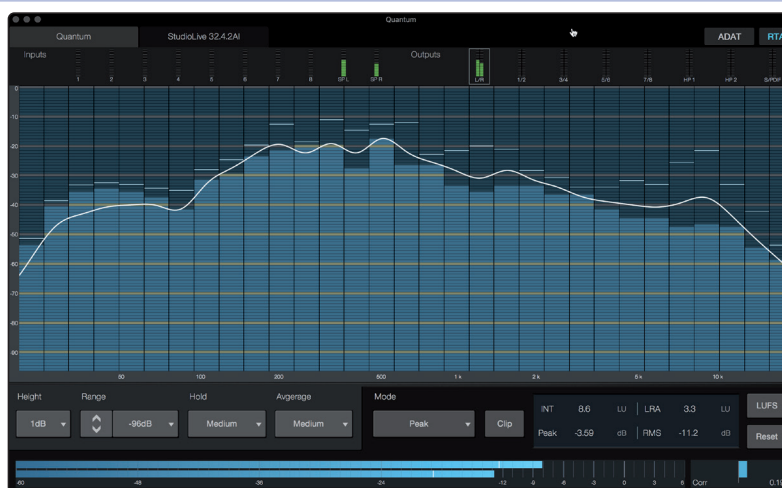 Quantum
Quantum StudioLive 32.4.2AI ADAT RTA
Inputs Outputs
1 2 3 4 5 6 7 8 SP L SP R L/R 1/2 3/4 5/6 7/8 HP 1 HP 2 S/PDIF
0
-10
-20
-30
-40
-50
-60
-70
-80
-90
50 100 200 500 1 k 2 k 5 k 10 k
Height Range Hold Avgerage Mode
1dB -96dB Medium Medium Peak Clip
INT 8.6 LU LRA 3.3 LU LUFS
Peak -3.59 dB RMS -11.2 dB Reset
-60 -48 -36 -24 -12 -9 -6 -3 0 3 6 Corr